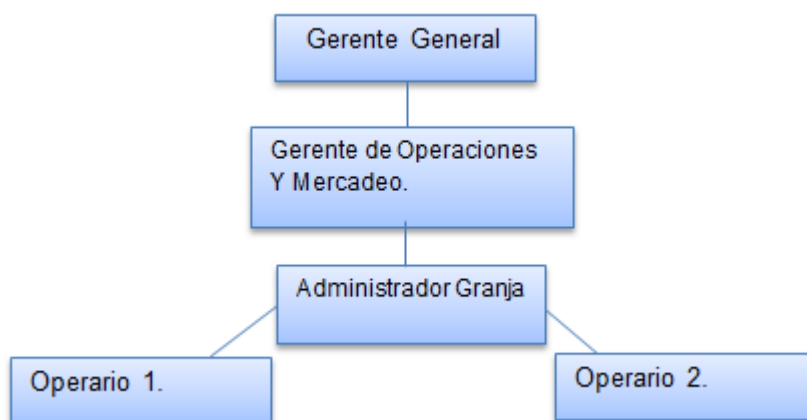 Gerente General
Gerente de Operaciones
Y Mercadeo.
Administrador Granja
Operario 1.
Operario 2.